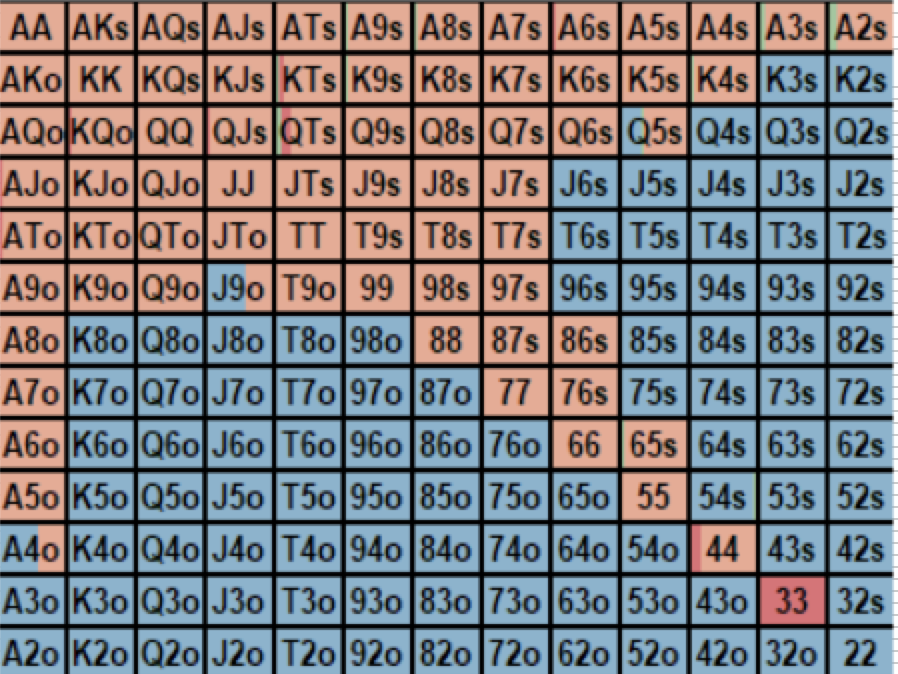 AA AKs AQs AJs ATs A9s A8s A7s A6s A5s A4s A3s A2s
AKo KK KQs KJs KTs K9s K8s K7s K6s K5s K4s K3s K2s
AQo KQo QQ QJs QTs Q9s Q8s Q7s Q6s Q5s Q4s Q3s Q2s
AJo KJo QJo JJ JTs J9s J8s J7s J6s J5s J4s J3s J2s
ATo KTo QTo JTo TT T9s T8s T7s T6s T5s T4s T3s T2s
A9o K9o Q9o J9o T9o 99 98s 97s 96s 95s 94s 93s 92s
A8o K8o Q8o J8o T8o 98o 88 87s 86s 85s 84s 83s 82s
A7o K7o Q7o J7o T7o 97o 87o 77 76s 75s 74s 73s 72s
A6o K6o Q6o J6o T6o 96o 86o 76o 66 65s 64s 63s 62s
A5o K5o Q5o J5o T5o 95o 85o 75o 65o 55 54s 53s 52s
A4o K4o Q4o J4o T4o 94o 84o 74o 64o 54o 44 43s 42s
A3o K3o Q3o J3o T3o 93o 83o 73o 63o 53o 43o 33 32s
A2o K2o Q2o J2o T2o 92o 82o 72o 62o 52o 42o 32o 22